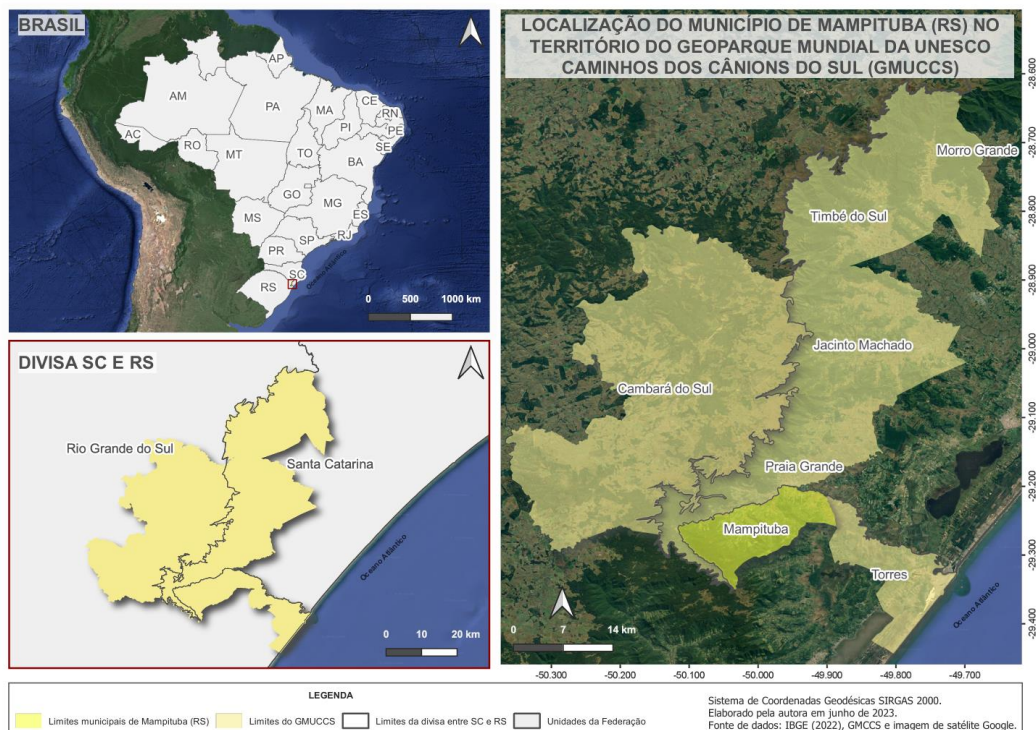 BRASIL
AP
AM
PA
MA
CE
RN
PI
PE
AC
SE
RO
TO
MT
BA
GO
MG
MS
ES
SP
RJ
PR
SC
RS
Oceano Atlântico
0 500 1000 km
DIVISA SC E RS
Rio Grande do Sul
Santa Catarina
Oceano Atlântico
0 10 20 km
LOCALIZAÇÃO DO MUNICÍPIO DE MAMPITUBA (RS) NO
TERRITÓRIO DO GEOPARQUE MUNDIAL DA UNESCO
CAMINHOS DOS CÂNIONS DO SUL (GMUCCS)
Morro Grande
Timbé do Sul
Jacinto Machado
Cambará do Sul
Praia Grande
Mampituba
Torres
Oceano Atlântico
0 7 14 km
-28.600
-28.700
-28.800
-28.900
-29.000
-29.100
-29.200
-29.300
-29.400
-50.300 -50.200 -50.100 -50.000 -49.900 -49.800 -49.700
LEGENDA
Limites municipais de Mampituba (RS) Limites do GMUCCS Limites da divisa entre SC e RS Unidades da Federação
Sistema de Coordenadas Geodésicas SIRGAS 2000.
Elaborado pela autora em junho de 2023.
Fonte de dados: IBGE (2022), GMCCS e imagem de satélite Google.